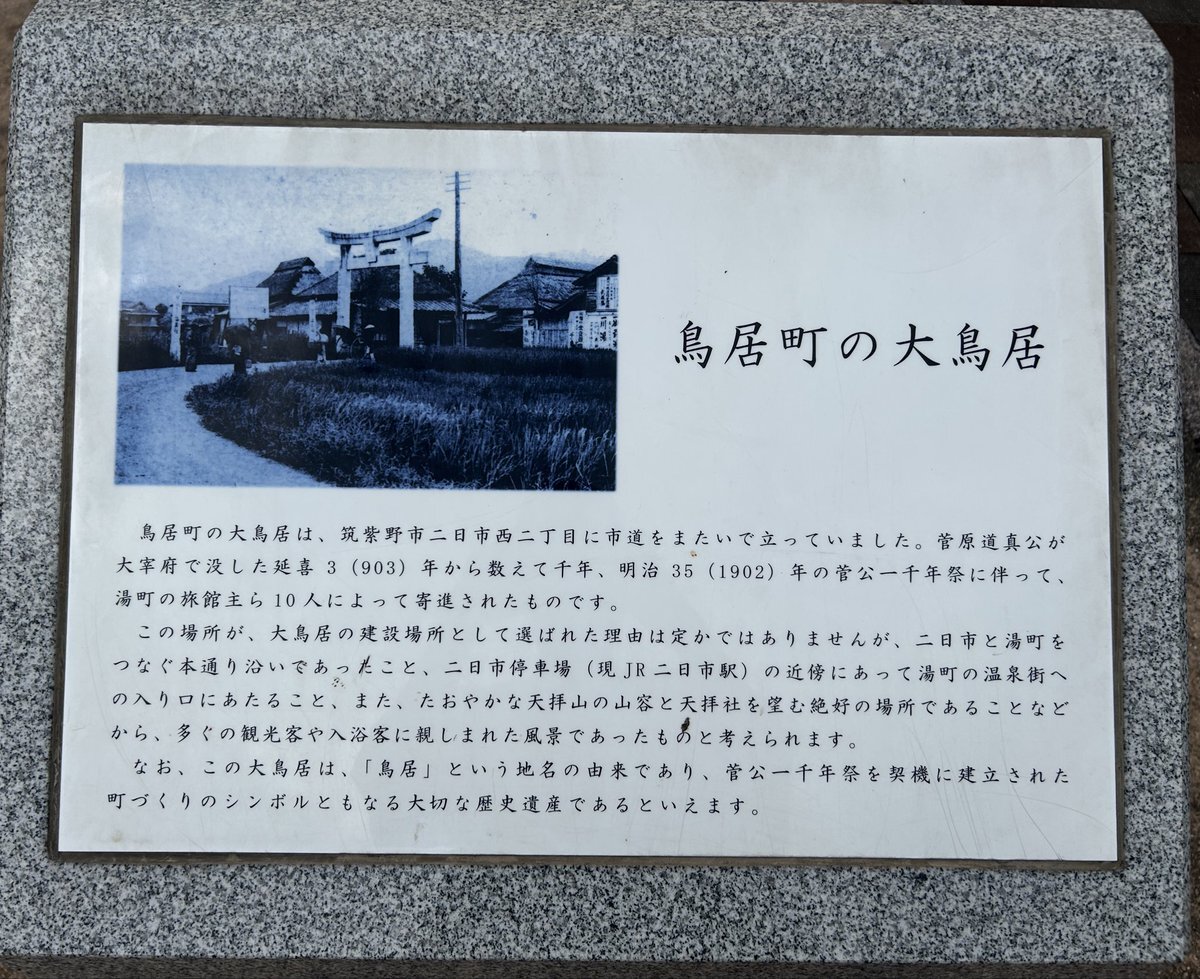 鳥居町の大鳥居
鳥居町の大鳥居は、筑紫野市二日市西二丁目に市道をまたいで立っていました。菅原道真公が
大宰府で没した延喜 3（903）年から数えて千年、明治 35（1902）年の菅公一千年祭に伴って、
湯町の旅館主ら 10 人によって寄進されたものです。
この場所が、大鳥居の建設場所として選ばれた理由は定かではありませんが、二日市と湯町を
つなぐ本通り沿いであったこと、二日市停車場（現 JR 二日市駅）の近傍にあって湯町の温泉街へ
の入り口にあたること、また、たおやかな天拝山の山容と天拝社を望む絶好の場所であることなど
から、多ぐの観光客や入浴客に親しまれた風景であったものと考えられます。
なお、この大鳥居は、「鳥居」という地名の由来であり、菅公一千年祭を契機に建立された
町づくりのシンボルともなる大切な歴史遺産であるといえます。